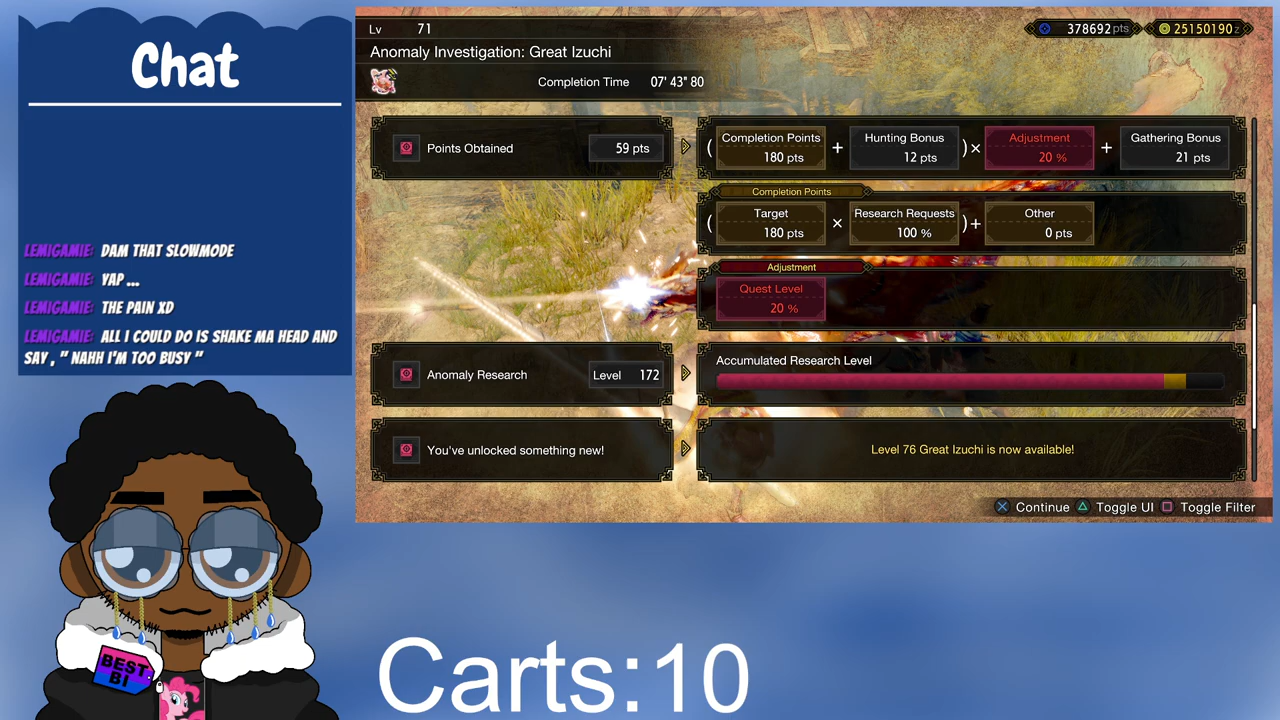 Chat
LEMIGAMIE: DAM THAT SLOWMODE
LEMIGAMIE: YAP ...
LEMIGAMIE: THE PAIN XD
LEMIGAMIE: ALL I COULD DO IS SHAKE MA HEAD AND
SAY , " NAHH I'M TOO BUSY "
BEST
BI
Lv 71
378692 pts
25150190 z
Anomaly Investigation: Great Izuchi
Completion Time 07' 43" 80
Points Obtained 59 pts
( Completion Points + Hunting Bonus ) × Adjustment + Gathering Bonus
180 pts 12 pts 20 % 21 pts
Completion Points
( Target × Research Requests ) + Other
180 pts 100 % 0 pts
Adjustment
Quest Level
20 %
Anomaly Research Level 172
Accumulated Research Level
You've unlocked something new!
Level 76 Great Izuchi is now available!
Continue Toggle UI Toggle Filter
Carts:10